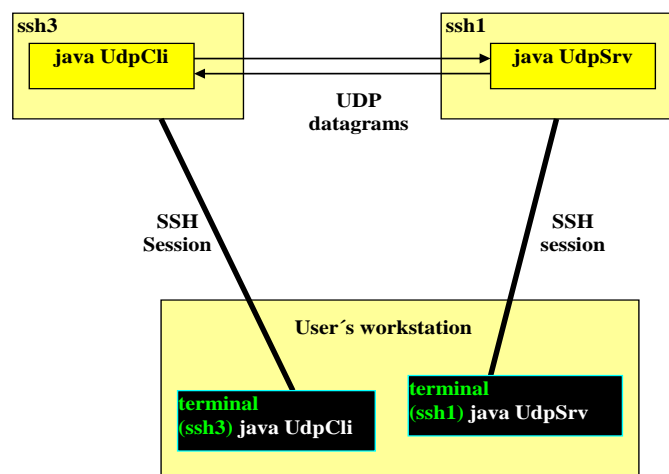 ssh3
java UdpCli
ssh1
java UdpSrv
UDP
datagrams
SSH
Session
SSH
session
User´s workstation
terminal
(ssh3) java UdpCli
terminal
(ssh1) java UdpSrv